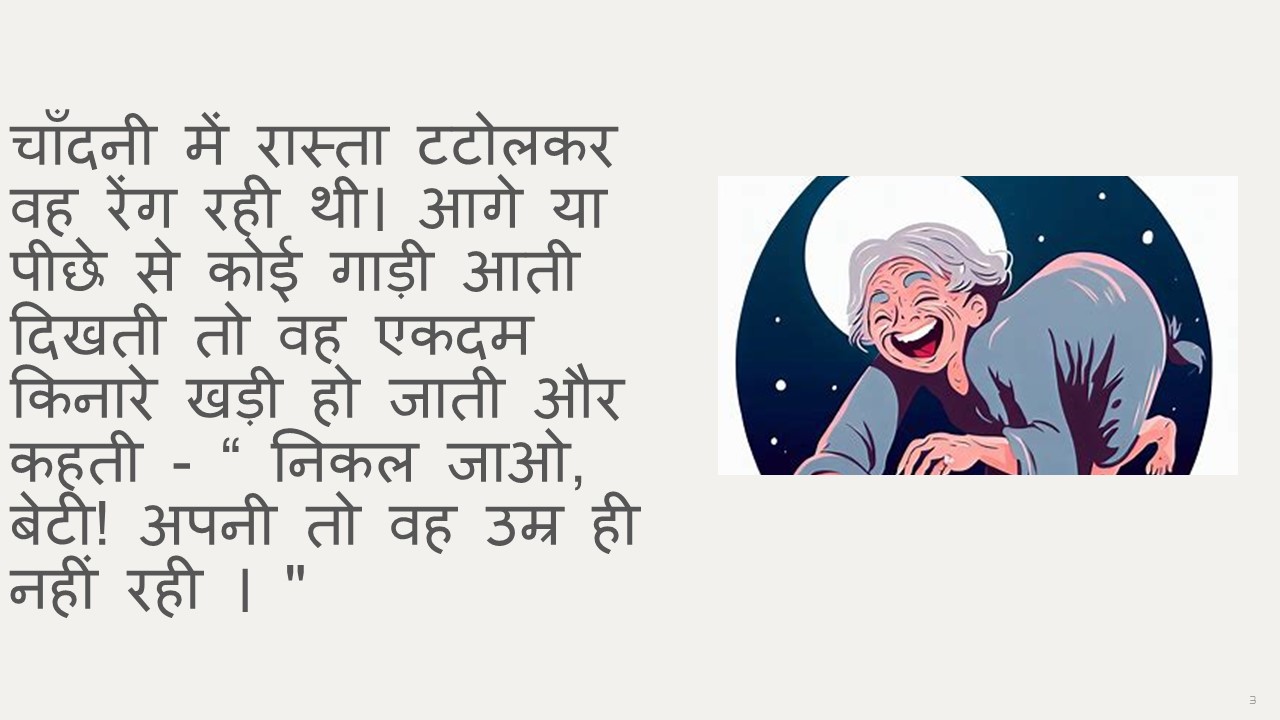 चाँदनी में रास्ता टटोलकर
वह रेंग रही थी। आगे या
पीछे से कोई गाड़ी आती
दिखती तो वह एकदम
किनारे खड़ी हो जाती और
कहती - “ निकल जाओ,
बेटी! अपनी तो वह उम्र ही
नहीं रही । "
3